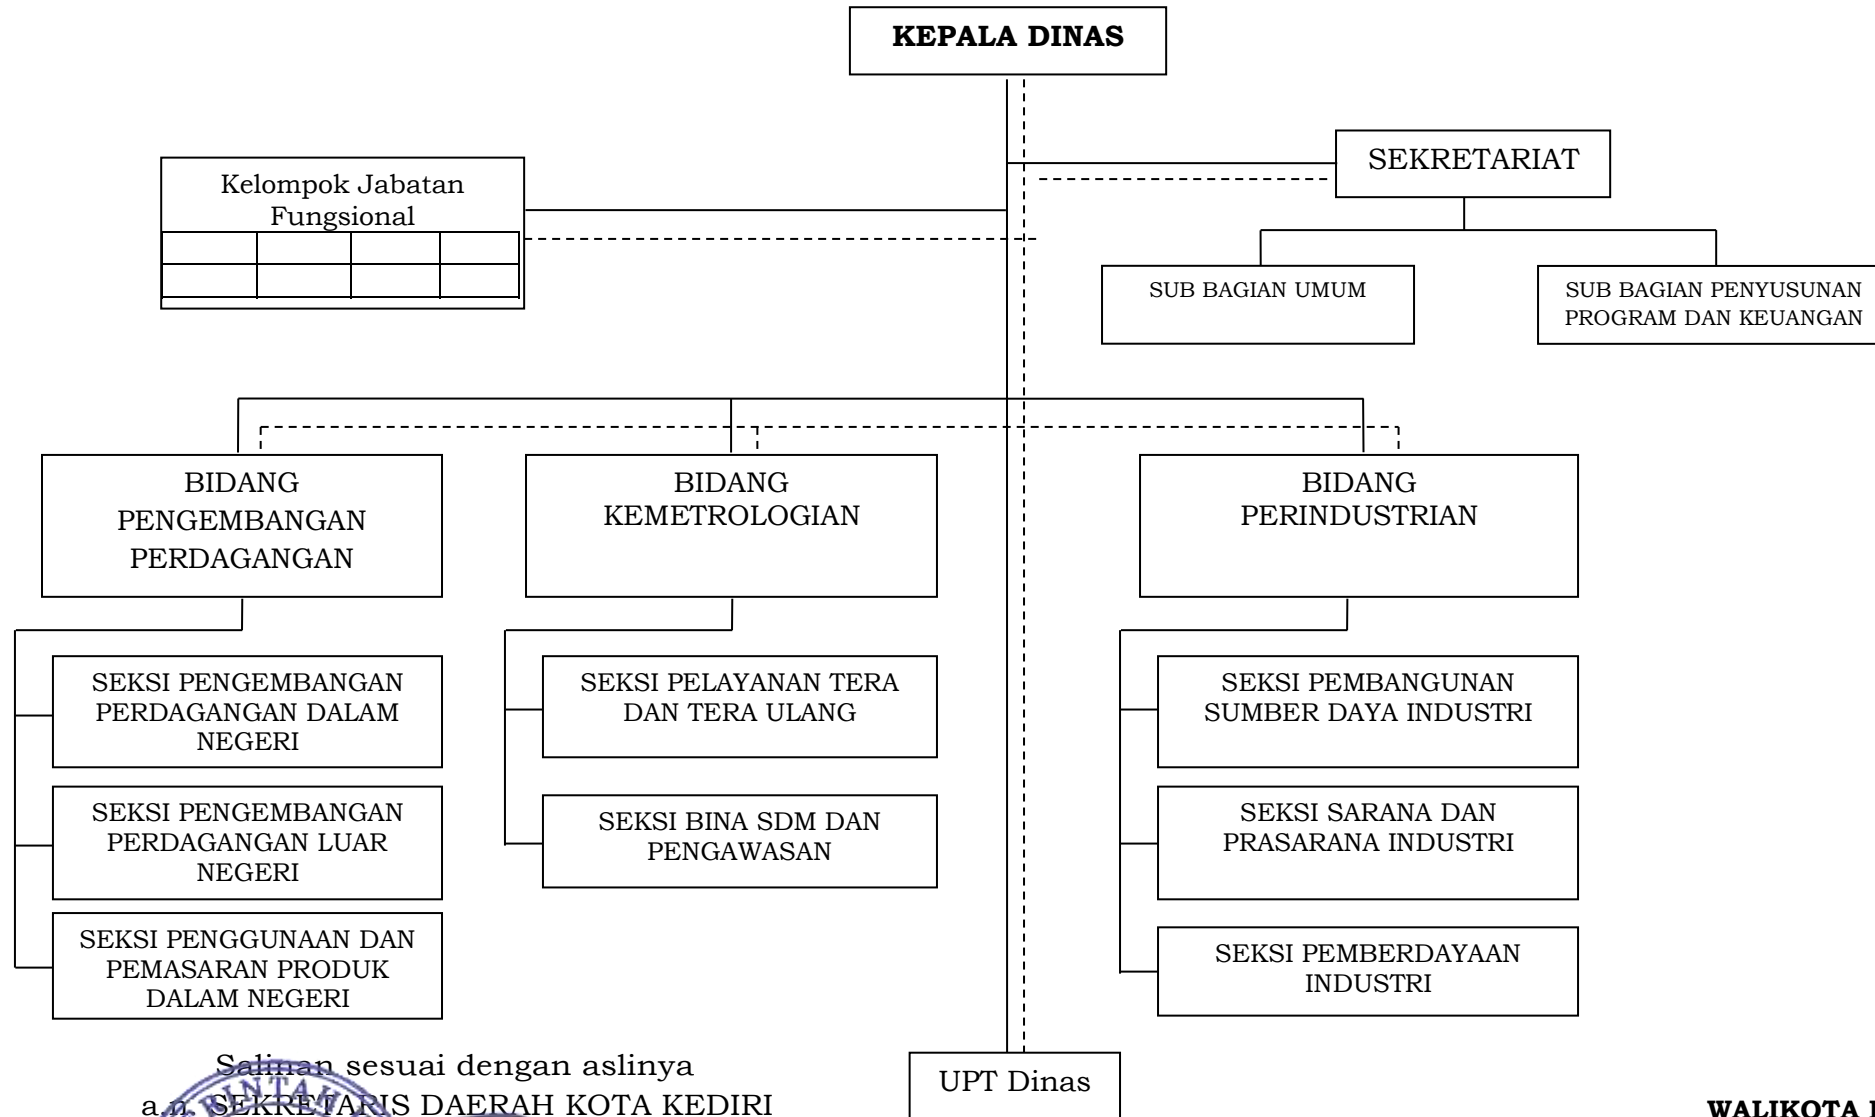 KEPALA DINAS
SEKRETARIAT
Kelompok Jabatan
Fungsional
SUB BAGIAN UMUM
SUB BAGIAN PENYUSUNAN
PROGRAM DAN KEUANGAN
BIDANG
PENGEMBANGAN
PERDAGANGAN
BIDANG
KEMETROLOGIAN
BIDANG
PERINDUSTRIAN
SEKSI PENGEMBANGAN
PERDAGANGAN DALAM
NEGERI
SEKSI PENGEMBANGAN
PERDAGANGAN LUAR
NEGERI
SEKSI PENGGUNAAN DAN
PEMASARAN PRODUK
DALAM NEGERI
SEKSI PELAYANAN TERA
DAN TERA ULANG
SEKSI BINA SDM DAN
PENGAWASAN
SEKSI PEMBANGUNAN
SUMBER DAYA INDUSTRI
SEKSI SARANA DAN
PRASARANA INDUSTRI
SEKSI PEMBERDAYAAN
INDUSTRI
UPT Dinas
Salinan sesuai dengan aslinya
a.n. SEKRETARIS DAERAH KOTA KEDIRI
WALIKOTA